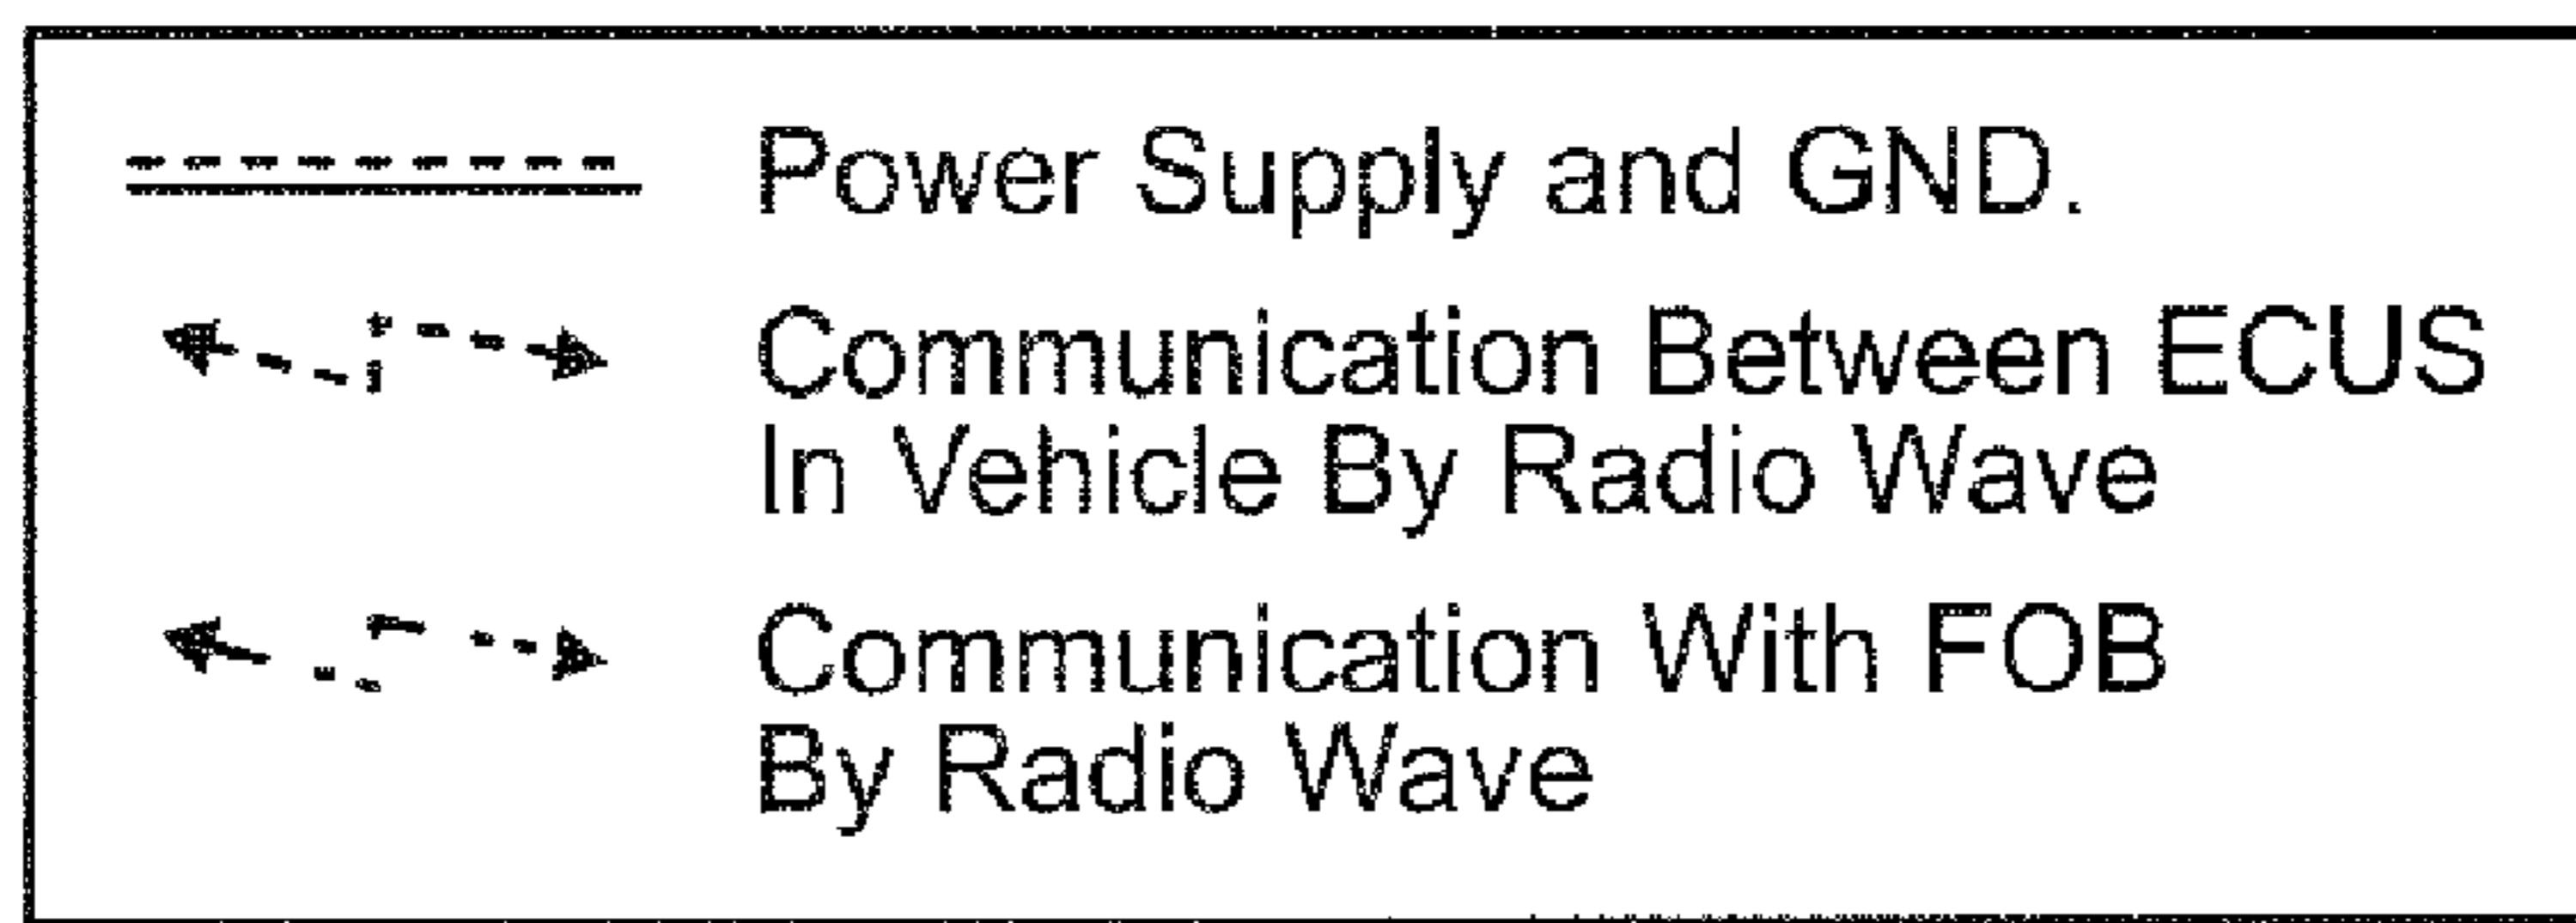 Power Supply and GND.
Communication Between ECUS
In Vehicle By Radio Wave
Communication With FOB
By Radio Wave